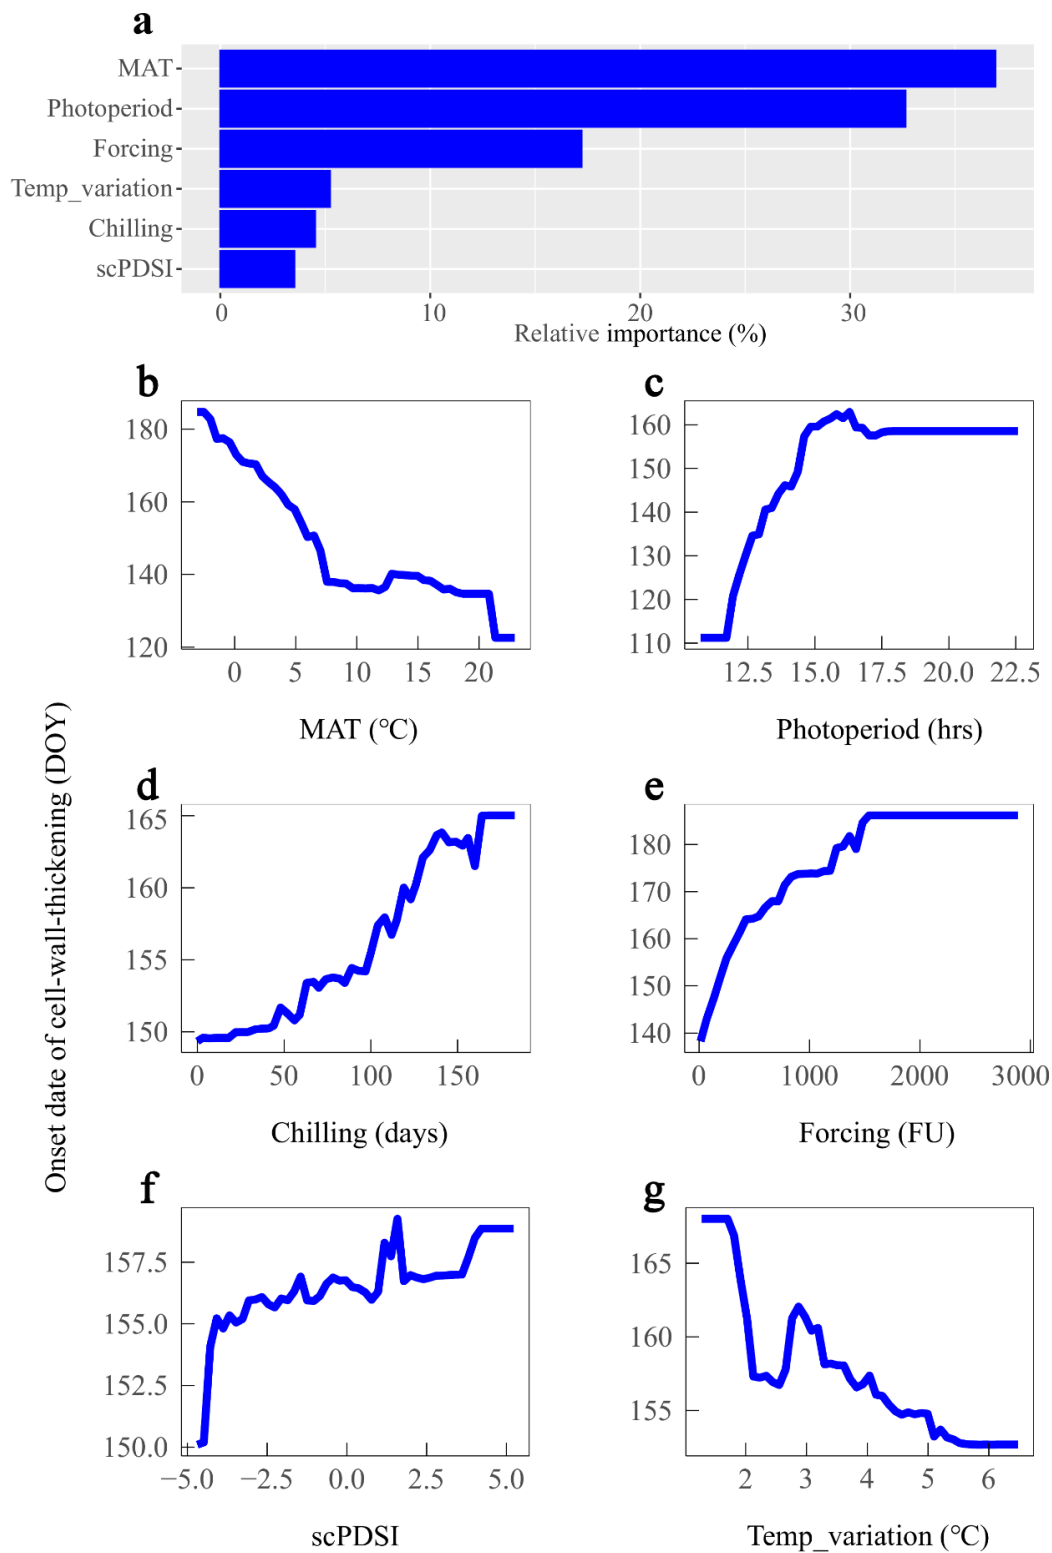 a
MAT
Photoperiod
Forcing
Temp_variation
Chilling
scPDSI
0 10 20 30
Relative importance (%)
b
180
160
140
120
0 5 10 15 20
MAT (°C)
c
160
150
140
130
120
110
12.5 15.0 17.5 20.0 22.5
Photoperiod (hrs)
Onset date of cell-wall-thickening (DOY)
d
165
160
155
150
0 50 100 150
Chilling (days)
e
180
170
160
150
140
0 1000 2000 3000
Forcing (FU)
f
157.5
155.0
152.5
150.0
−5.0 −2.5 0.0 2.5 5.0
scPDSI
g
165
160
155
2 3 4 5 6
Temp_variation (°C)